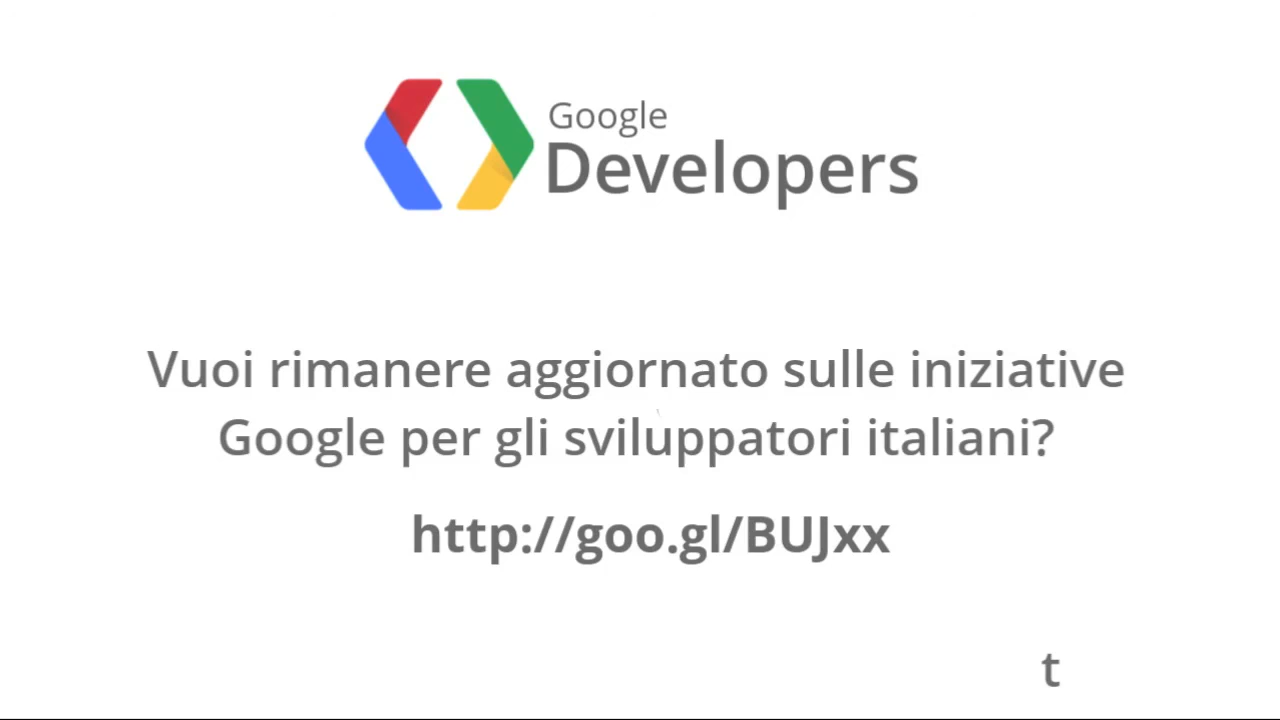 Google
Developers
Vuoi rimanere aggiornato sulle iniziative
Google per gli sviluppatori italiani?
http://goo.gl/BUJxx
t